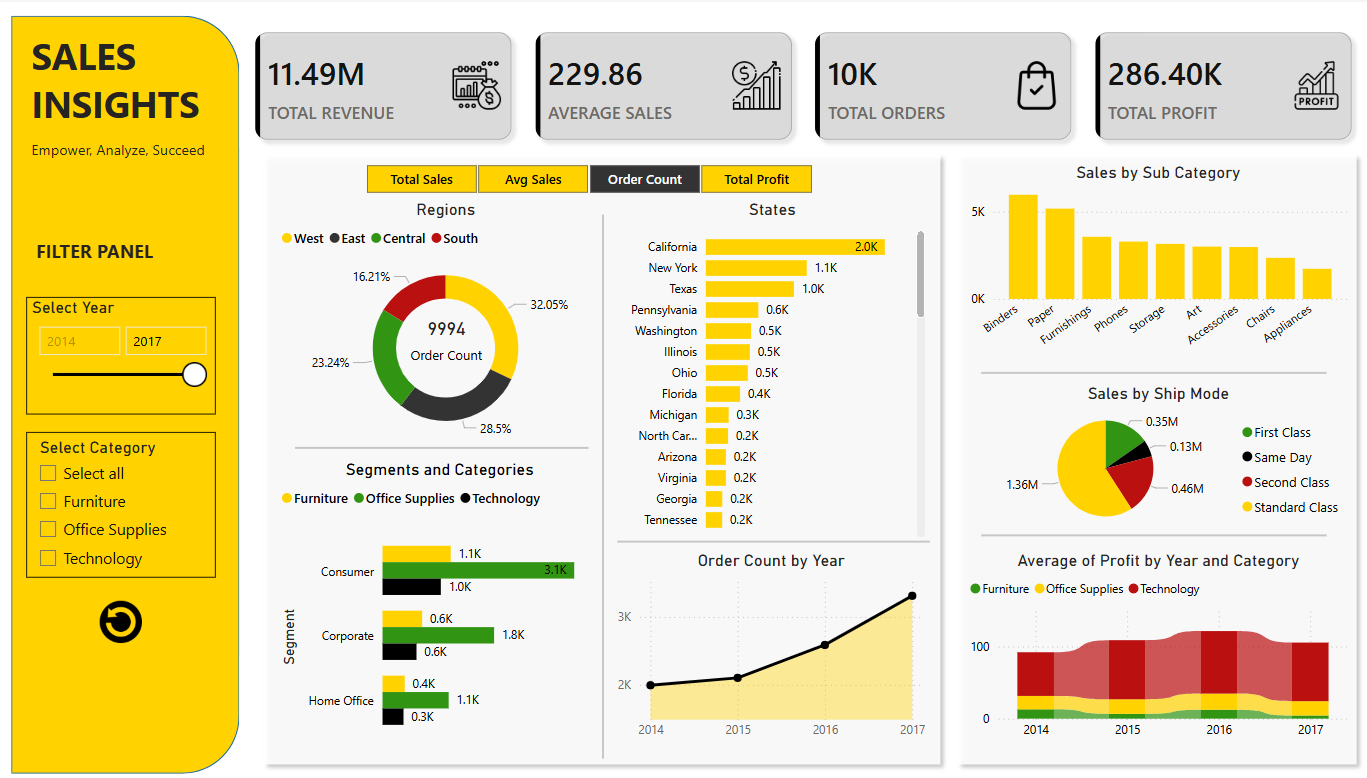 SALES
INSIGHTS
Empower, Analyze, Succeed
FILTER PANEL
Select Year
2014
2017
Select Category
Select all
Furniture
Office Supplies
Technology
11.49M
TOTAL REVENUE
229.86
AVERAGE SALES
10K
TOTAL ORDERS
286.40K
TOTAL PROFIT
PROFIT
Total Sales
Avg Sales
Order Count
Total Profit
Regions
West East Central South
16.21%
32.05%
23.24%
28.5%
9994
Order Count
Segments and Categories
Furniture Office Supplies Technology
Segment
Consumer
1.1K
3.1K
1.0K
Corporate
0.6K
1.8K
0.6K
Home Office
0.4K
1.1K
0.3K
States
California 2.0K
New York 1.1K
Texas 1.0K
Pennsylvania 0.6K
Washington 0.5K
Illinois 0.5K
Ohio 0.5K
Florida 0.4K
Michigan 0.3K
North Car... 0.2K
Arizona 0.2K
Virginia 0.2K
Georgia 0.2K
Tennessee 0.2K
Order Count by Year
3K
2K
2014 2015 2016 2017
Sales by Sub Category
5K
0K
Binders
Paper
Furnishings
Phones
Storage
Art
Accessories
Chairs
Appliances
Sales by Ship Mode
0.35M
0.13M
0.46M
1.36M
First Class
Same Day
Second Class
Standard Class
Average of Profit by Year and Category
Furniture Office Supplies Technology
100
0
2014 2015 2016 2017